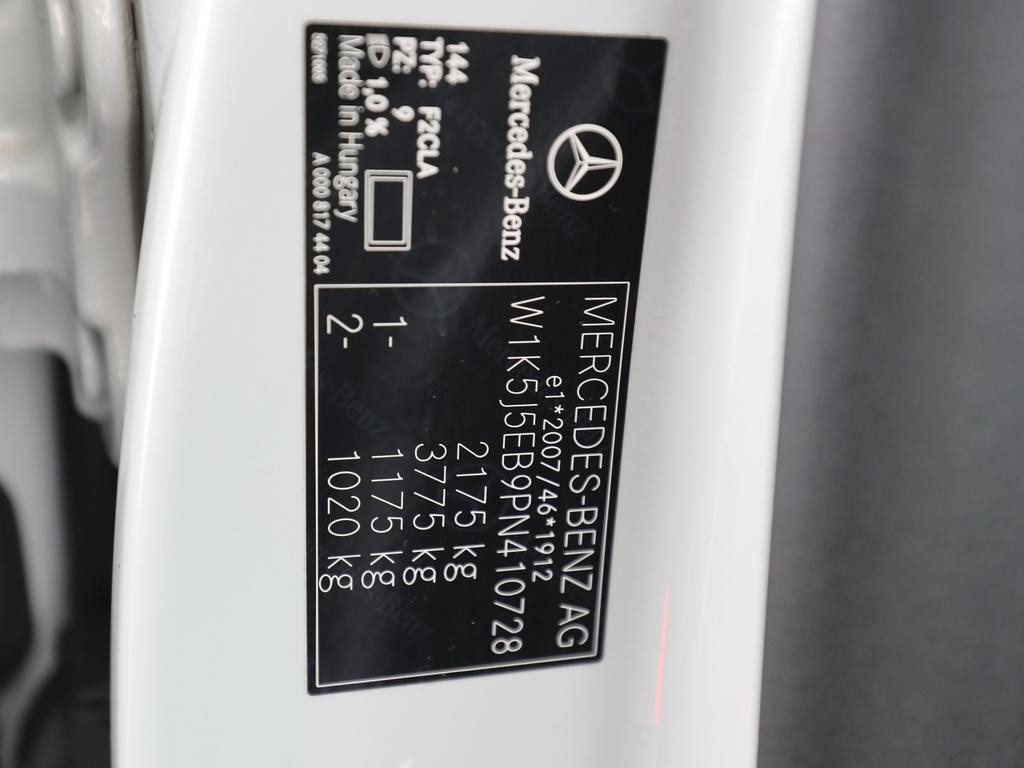 Mercedes-Benz
144
TYP: F2CLA
PZ: 9
1,0 %
Made in Hungary
A 000 817 44 04
MERCEDES-BENZ AG
e1*2007/46*1912
W1K5J5EB9PN410728
2175 kg
3775 kg
1- 1175 kg
2- 1020 kg